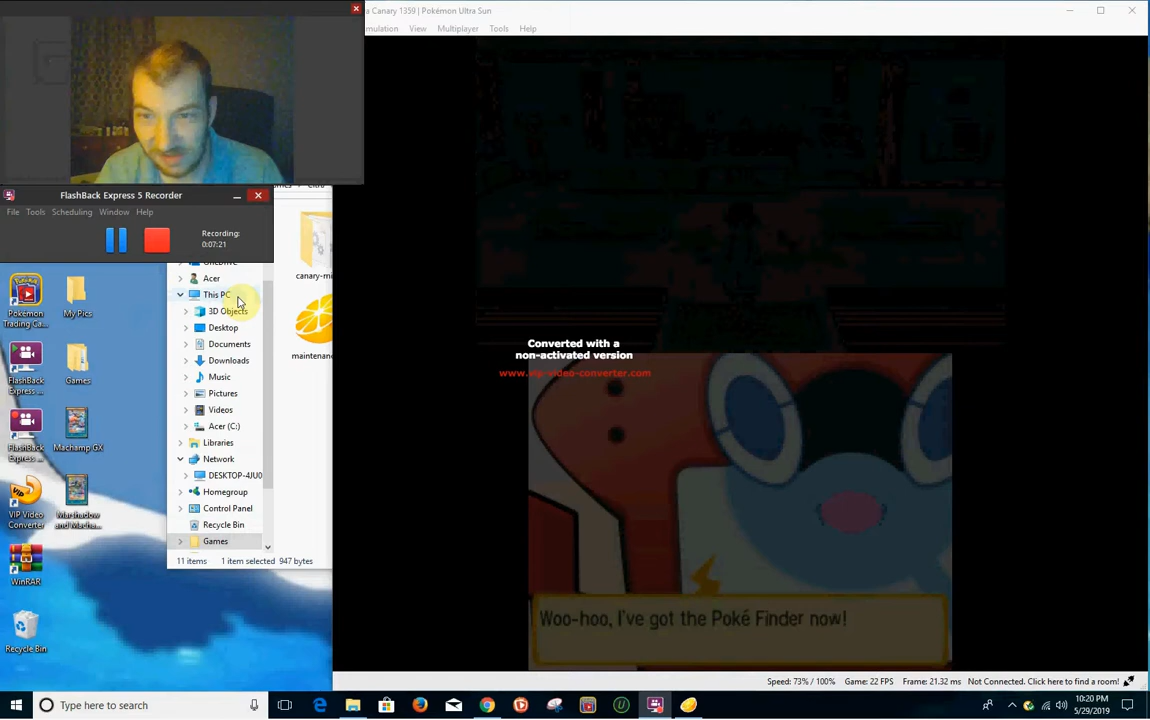 a Canary 1359 | Pokémon Ultra Sun
mulation View Multiplayer Tools Help
FlashBack Express 5 Recorder
File Tools Scheduling Window Help
Recording:
0:07:21
Pokemon
Trading Ca...
My Pics
FlashBack
Express ...
Games
FlashBack
Express ...
Machamp GX
VIP Video
Converter
Marshadow
and Macha...
WinRAR
Recycle Bin
Acer
This PC
3D Objects
Desktop
Documents
Downloads
Music
Pictures
Videos
Acer (C:)
Libraries
Network
DESKTOP-4JU0
Homegroup
Control Panel
Recycle Bin
Games
11 items 1 item selected 947 bytes
canary-mi
maintenanc
Converted with a
non-activated version
www.vip-video-converter.com
Woo-hoo, I've got the Poké Finder now!
Speed: 73% / 100% Game: 22 FPS Frame: 21.32 ms Not Connected. Click here to find a room!
Type here to search
10:20 PM
5/29/2019